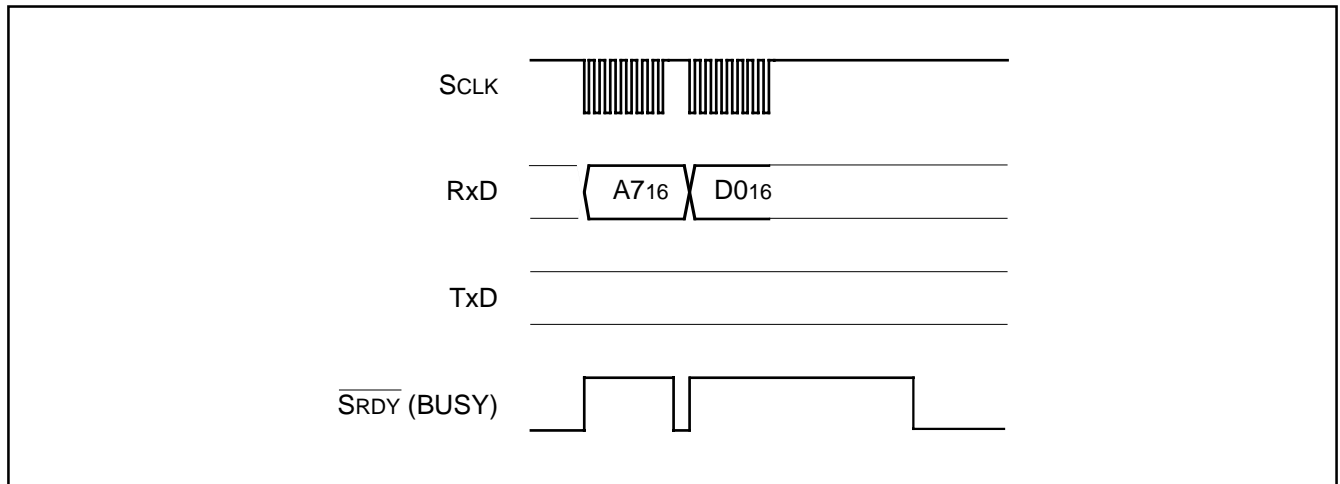 SCLK
RxD
A716
D016
TxD
SRDY (BUSY)